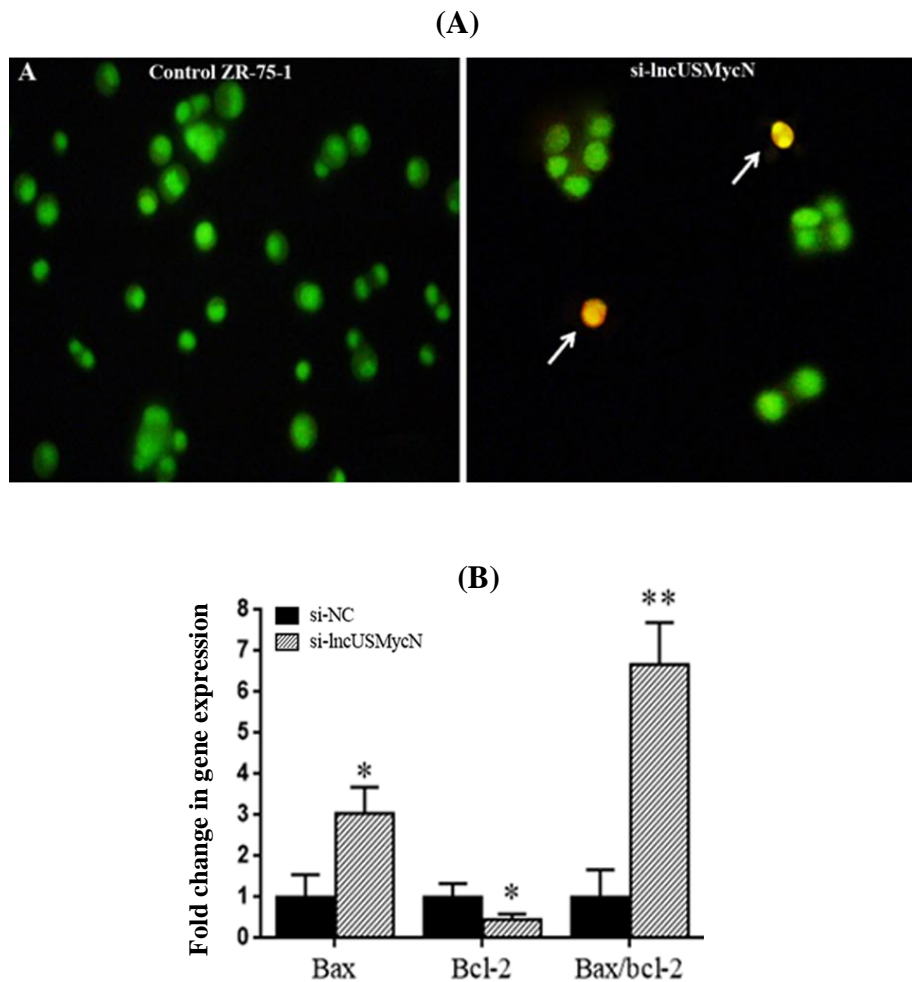 (A)
A
Control ZR-75-1
si-lncUSMycN
(B)
Fold change in gene expression
8
7
6
5
4
3
2
1
0
si-NC
si-lncUSMycN
*
*
**
Bax
Bcl-2
Bax/bcl-2